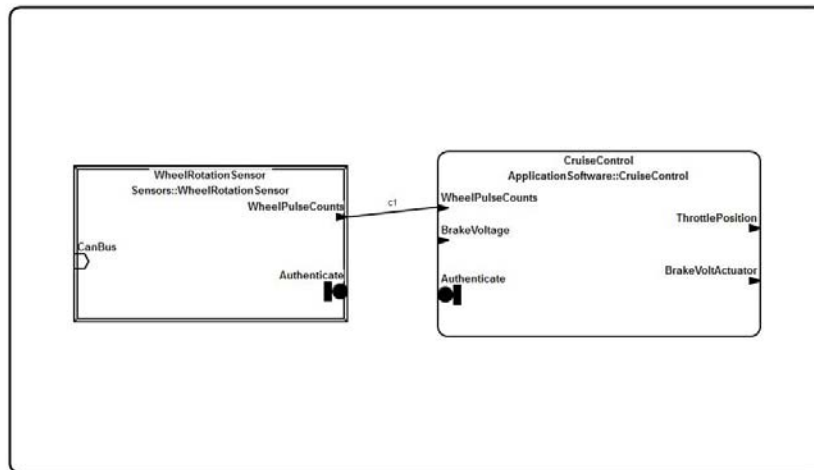 WheelRotationSensor
Sensors::WheelRotationSensor
WheelPulseCounts
CanBus
Authenticate
c1
CruiseControl
ApplicationSoftware::CruiseControl
WheelPulseCounts
BrakeVoltage
Authenticate
ThrottlePosition
BrakeVoltActuator